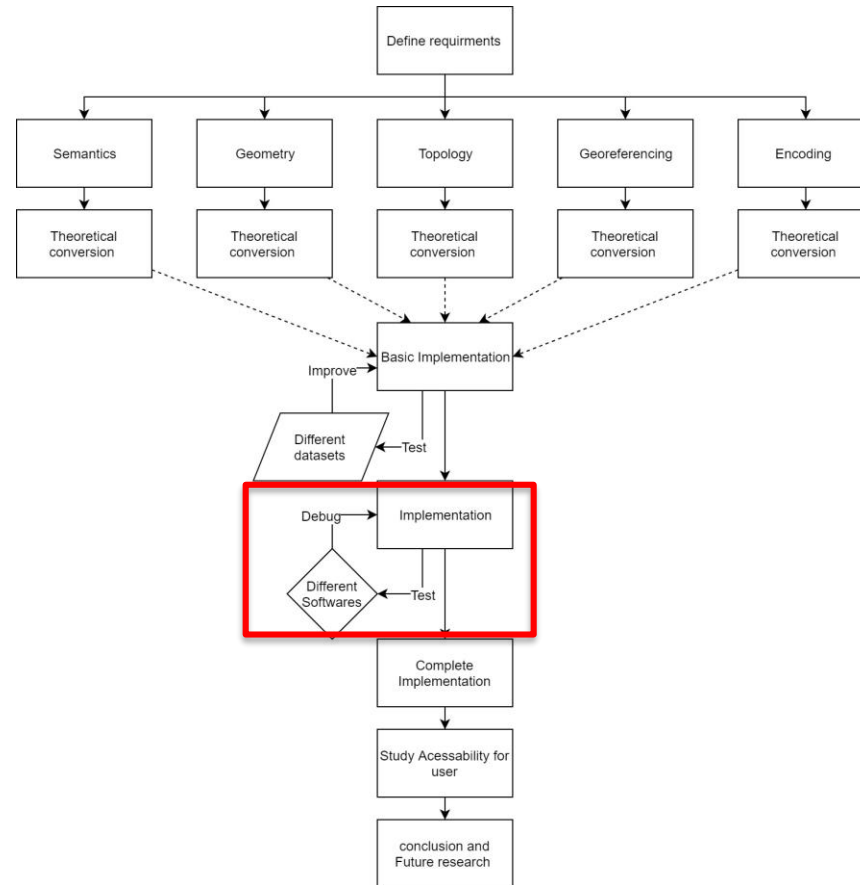 Define requirments
Semantics
Geometry
Topology
Georeferencing
Encoding
Theoretical
conversion
Theoretical
conversion
Theoretical
conversion
Theoretical
conversion
Theoretical
conversion
Basic Implementation
Improve
Different
datasets
Test
Implementation
Debug
Different
Softwares
Test
Complete
Implementation
Study Acessability for
user
conclusion and
Future research